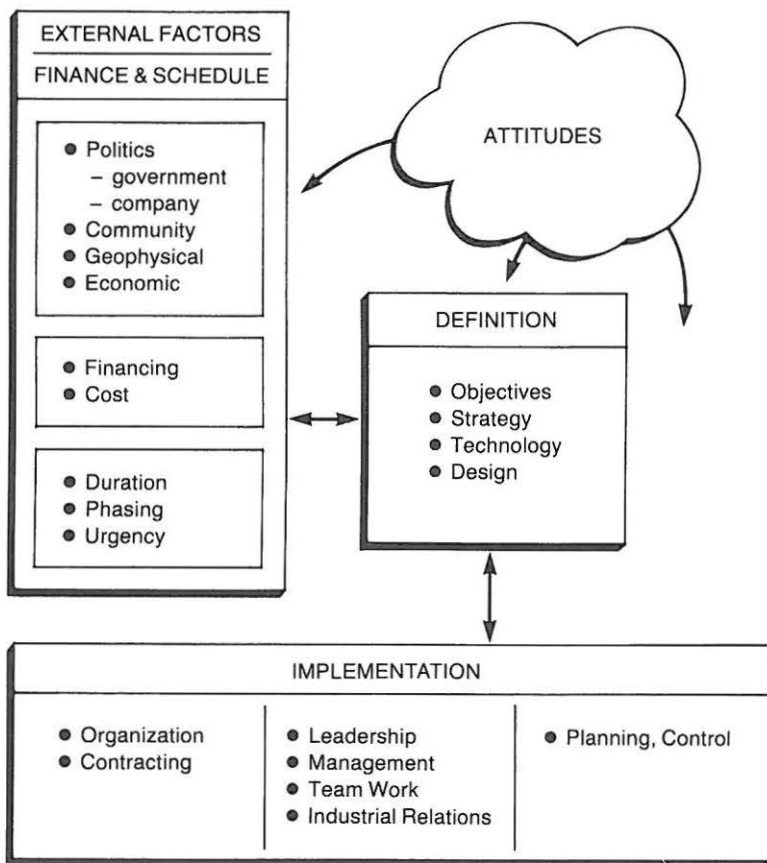 EXTERNAL FACTORS
FINANCE & SCHEDULE
● Politics
– government
– company
● Community
● Geophysical
● Economic
● Financing
● Cost
● Duration
● Phasing
● Urgency
ATTITUDES
DEFINITION
● Objectives
● Strategy
● Technology
● Design
IMPLEMENTATION
● Organization
● Contracting
● Leadership
● Management
● Team Work
● Industrial Relations
● Planning, Control